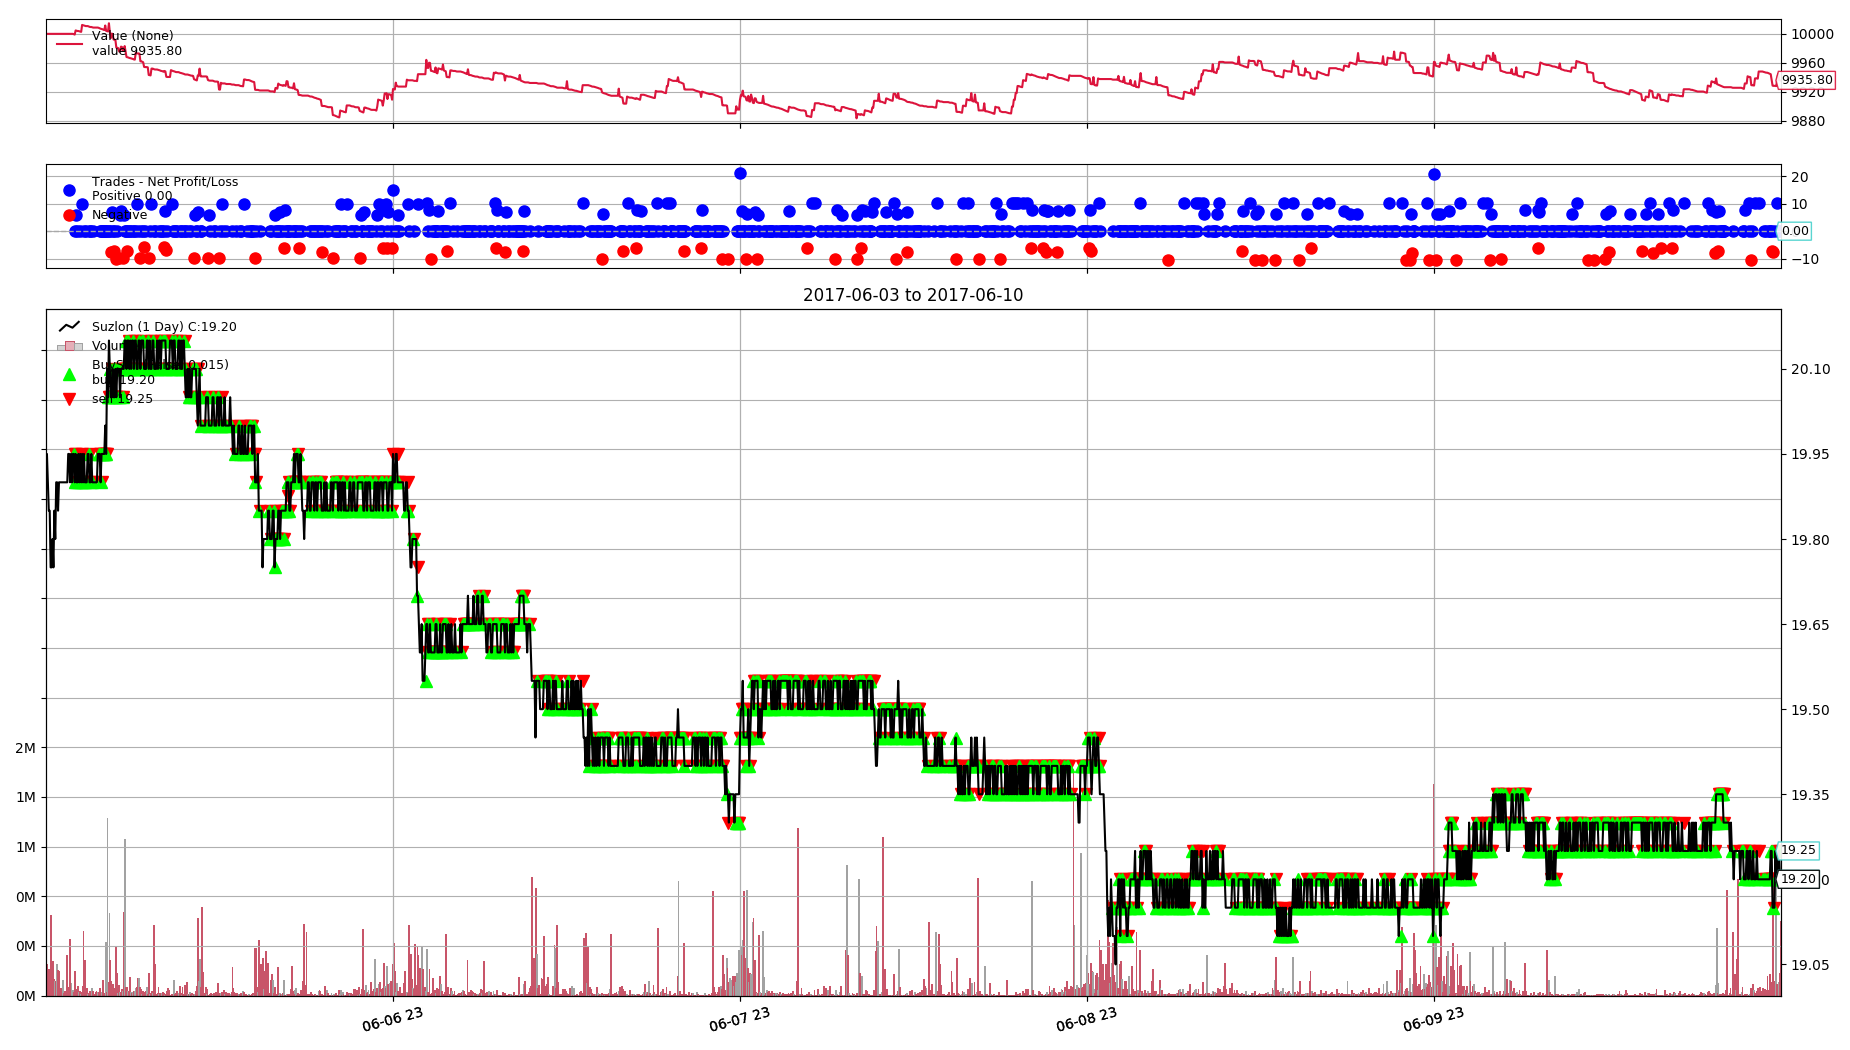 Value (None)
value 9935.80
10000
9960
9935.80
9920
9880
Trades - Net Profit/Loss
Positive 0.00
Negative
20
10
0.00
−10
2017-06-03 to 2017-06-10
Suzlon (1 Day) C:19.20
BuySell 0.015)
buy 19.20
sell 19.25
20.10
19.95
19.80
19.65
19.50
19.35
19.25
19.20
19.05
2M
1M
1M
0M
0M
0M
06-06 23
06-07 23
06-08 23
06-09 23